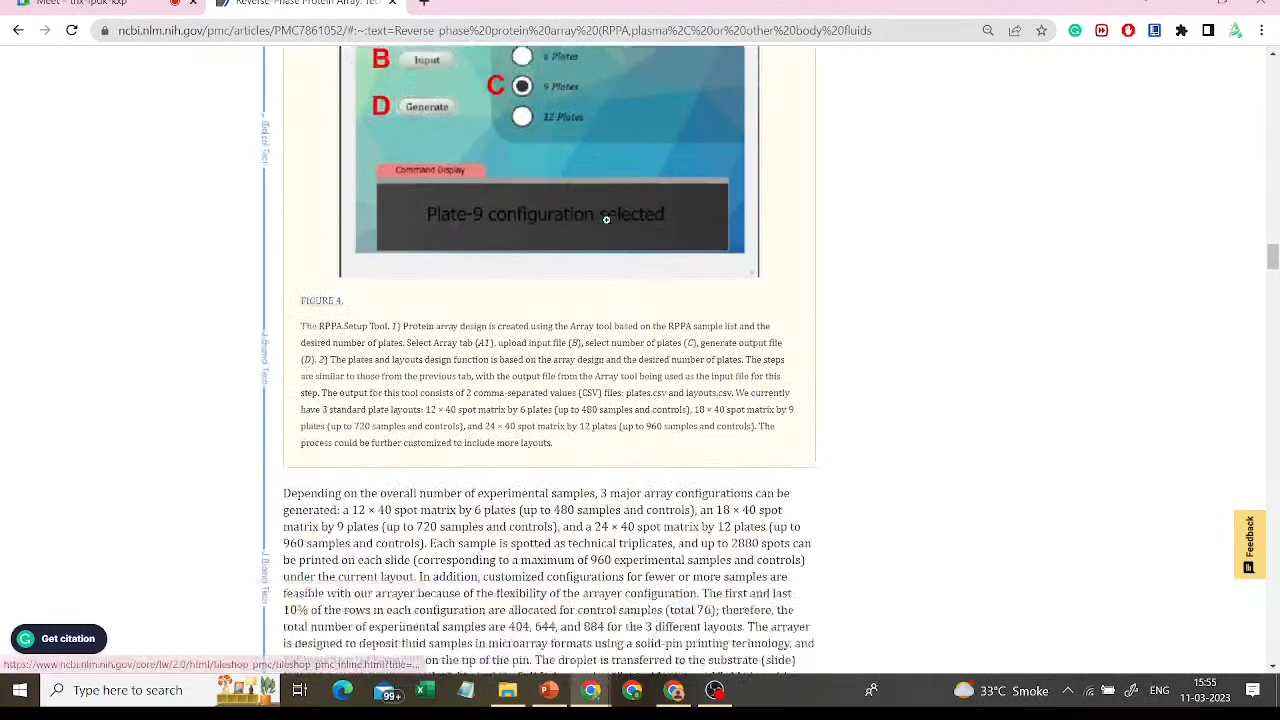 Reverse-Phase Protein Array: Tec
ncbi.nlm.nih.gov/pmc/articles/PMC7861052/#:~:text=Reverse-phase%20protein%20array%20(RPPA,plasma%2C%20or%20other%20body%20fluids
B Input
6 Plates
C 9 Plates
D Generate
12 Plates
Command Display
Plate-9 configuration selected
FIGURE 4.
The RPPA Setup Tool. 1) Protein array design is created using the Array tool based on the RPPA sample list and the
desired number of plates. Select Array tab (A1), upload input file (B), select number of plates (C), generate output file
(D). 2) The plates and layouts design function is based on the array design and the desired number of plates. The steps
are similar to those from the previous tab, with the output file from the Array tool being used as the input file for this
step. The output for this tool consists of 2 comma-separated values (CSV) files: plates.csv and layouts.csv. We currently
have 3 standard plate layouts: 12 × 40 spot matrix by 6 plates (up to 480 samples and controls), 18 × 40 spot matrix by 9
plates (up to 720 samples and controls), and 24 × 40 spot matrix by 12 plates (up to 960 samples and controls). The
process could be further customized to include more layouts.
Depending on the overall number of experimental samples, 3 major array configurations can be
generated: a 12 × 40 spot matrix by 6 plates (up to 480 samples and controls), an 18 × 40 spot
matrix by 9 plates (up to 720 samples and controls), and a 24 × 40 spot matrix by 12 plates (up to
960 samples and controls). Each sample is spotted as technical triplicates, and up to 2880 spots can
be printed on each slide (corresponding to a maximum of 960 experimental samples and controls)
under the current layout. In addition, customized configurations for fewer or more samples are
feasible with our arrayer because of the flexibility of the arrayer configuration. The first and last
10% of the rows in each configuration are allocated for control samples (total 76); therefore, the
total number of experimental samples are 404, 644, and 884 for the 3 different layouts. The arrayer
is designed to deposit fluid samples in microarray formats using a solid-pin printing technology, and
on the tip of the pin. The droplet is transferred to the substrate (slide)
Feedback
Get citation
https://www.ncbi.nlm.nih.gov/core/lw/2.0/html/tileshop_pmc/tileshop_pmc_inline.html?title=...
Type here to search
99+
33°C Smoke
ENG
15:55
11-03-2023